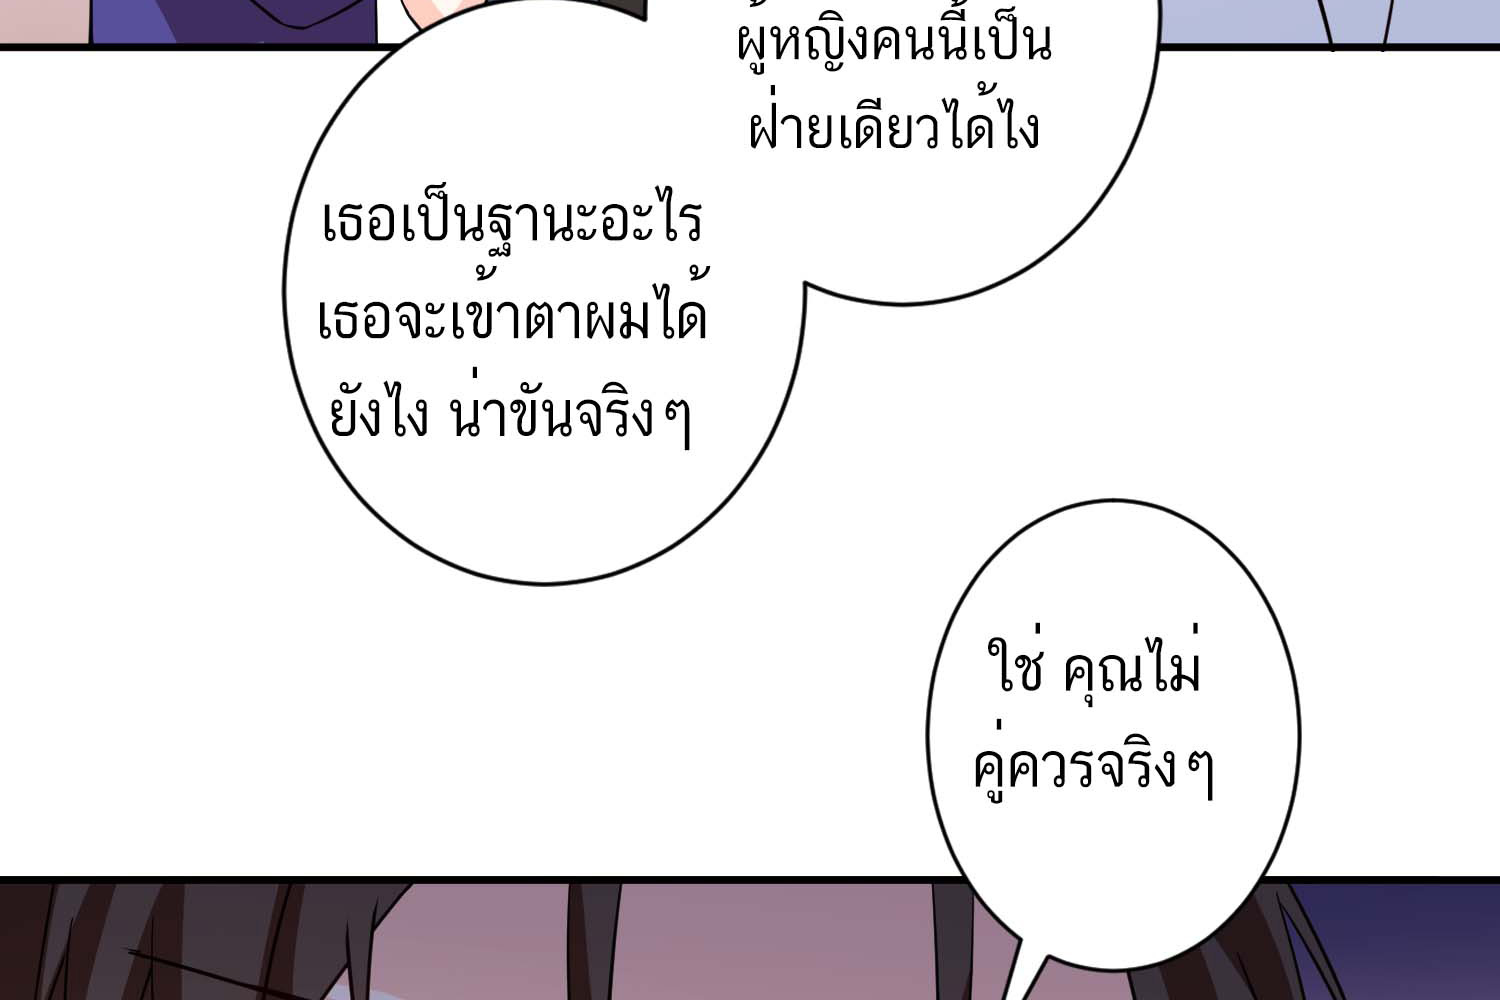 ผู้หญิงคนนี้เป็น
ฝ่ายเดียวได้ไง
เธอเป็นฐานะอะไร
เธอจะเข้าตาผมได้
ยังไง น่าขันจริงๆ
ใช่ คุณไม่
คู่ควรจริงๆ